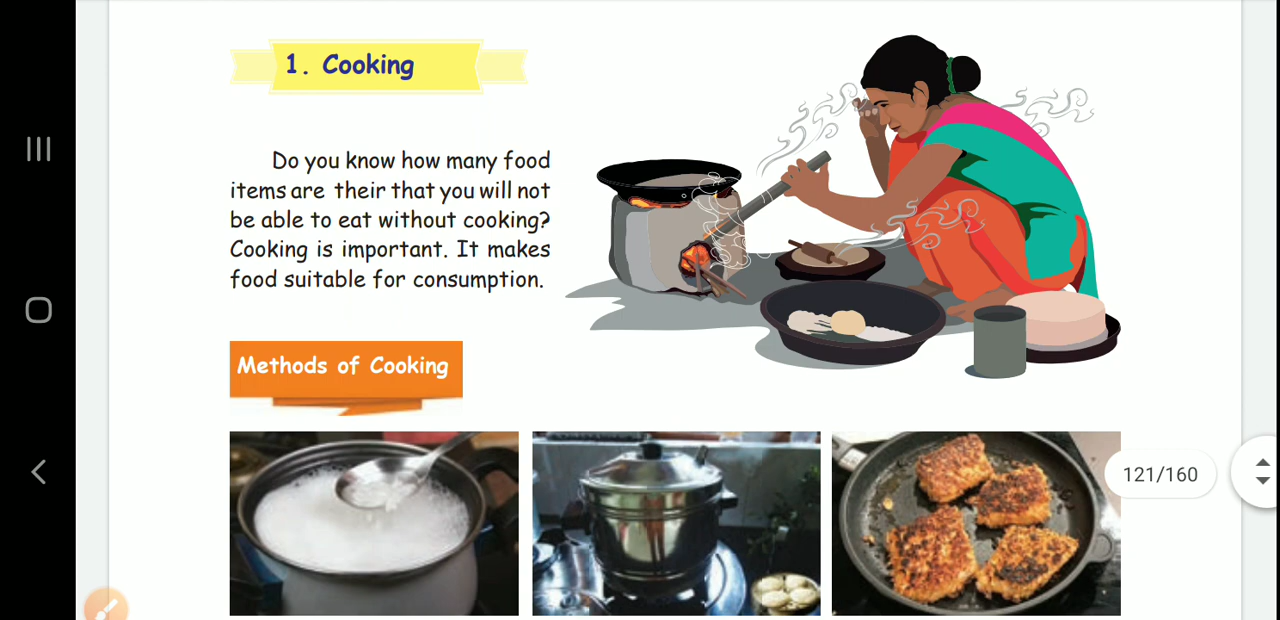 1. Cooking
Do you know how many food
items are their that you will not
be able to eat without cooking?
Cooking is important. It makes
food suitable for consumption.
Methods of Cooking
121/160